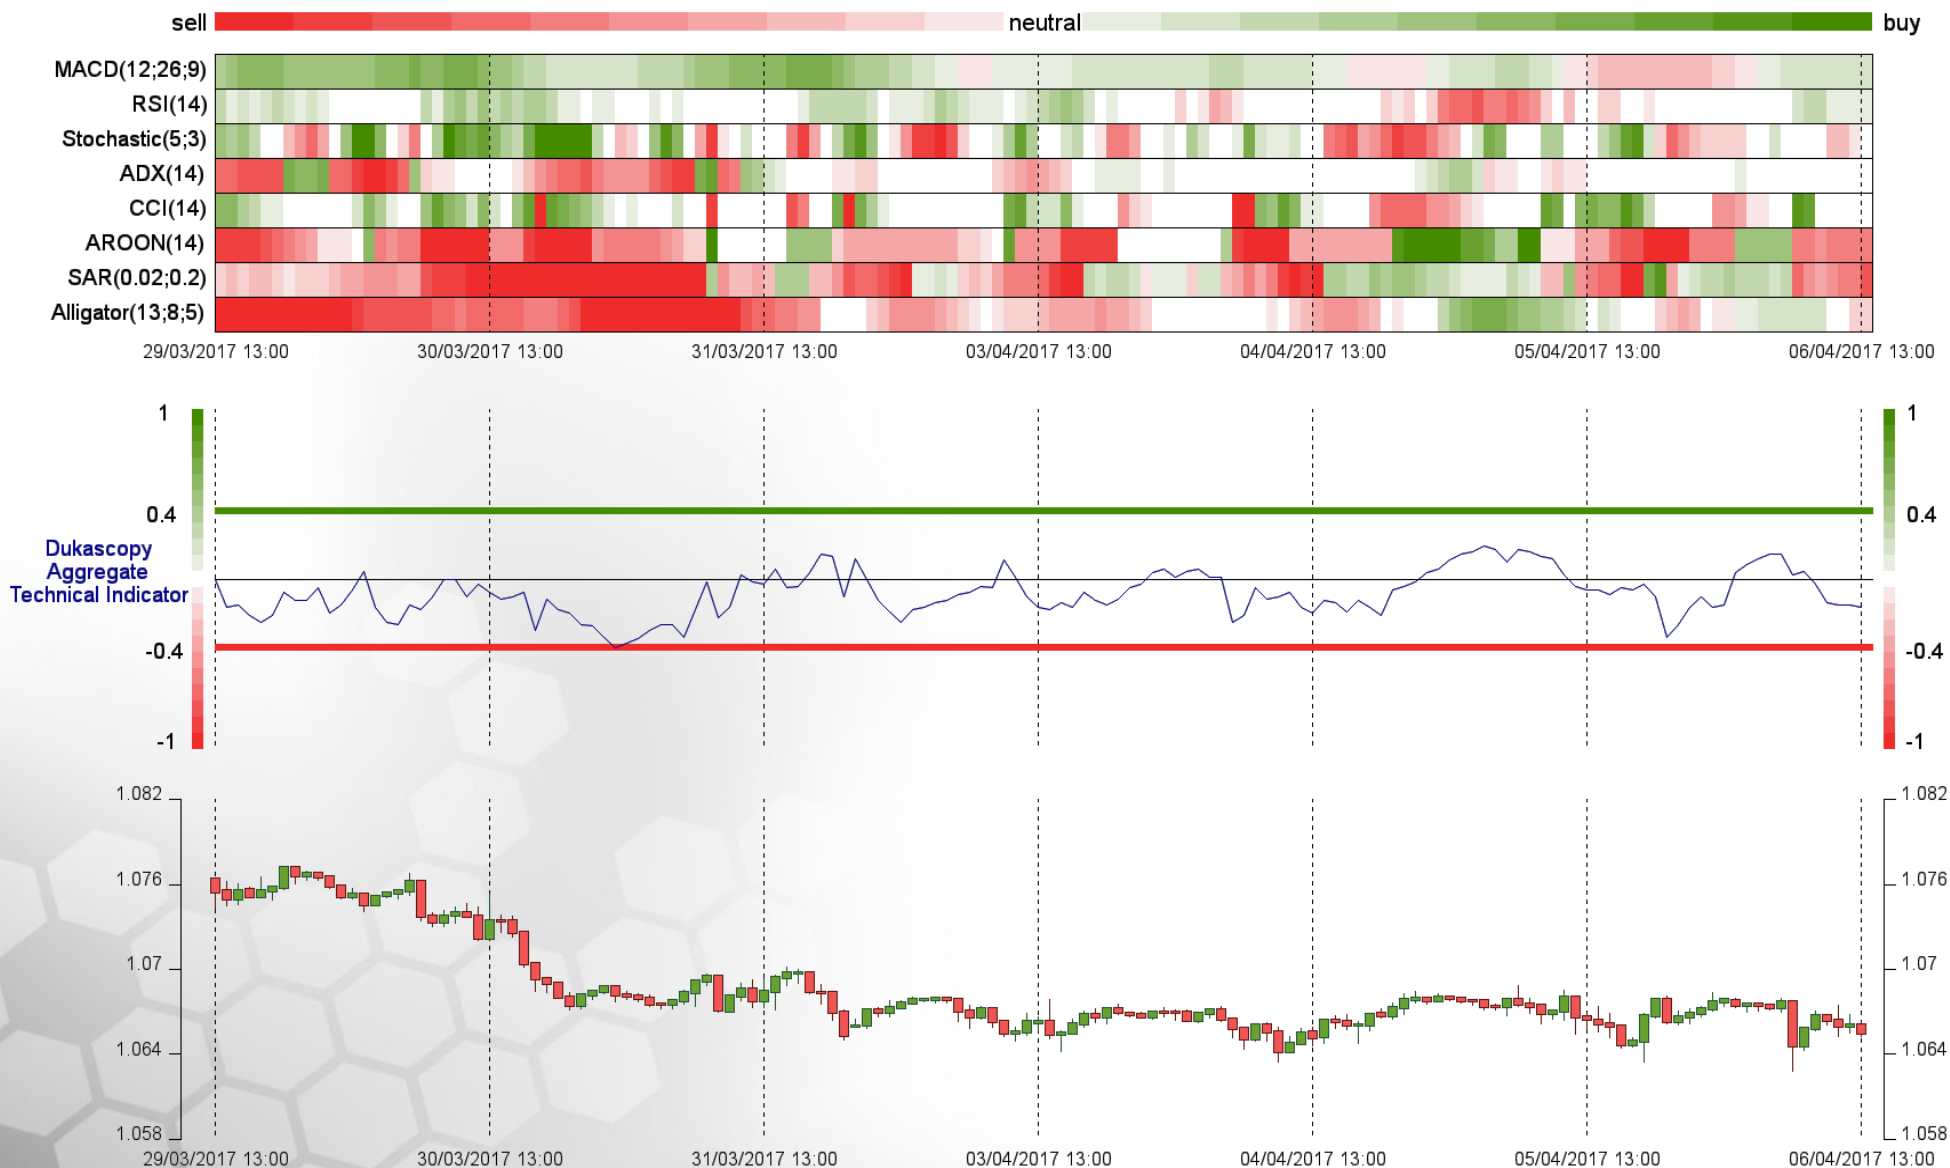 sell neutral buy
MACD(12;26;9)
RSI(14)
Stochastic(5;3)
ADX(14)
CCI(14)
AROON(14)
SAR(0.02;0.2)
Alligator(13;8;5)
29/03/2017 13:00 30/03/2017 13:00 31/03/2017 13:00 03/04/2017 13:00 04/04/2017 13:00 05/04/2017 13:00 06/04/2017 13:00
1 1
0.4 0.4
Dukascopy
Aggregate
Technical Indicator
-0.4 -0.4
-1 -1
1.082 1.082
1.076 1.076
1.07 1.07
1.064 1.064
1.058 1.058
29/03/2017 13:00 30/03/2017 13:00 31/03/2017 13:00 03/04/2017 13:00 04/04/2017 13:00 05/04/2017 13:00 06/04/2017 13:00